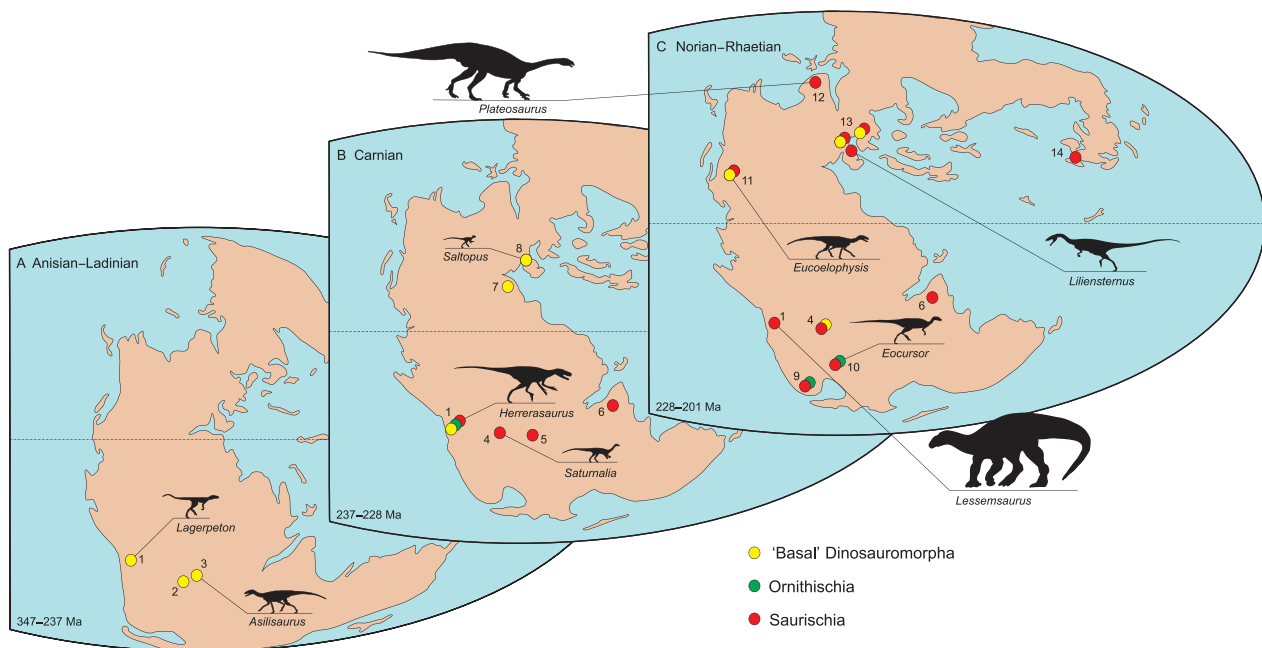 A Anisian–Ladinian
Lagerpeton
1
2
3
Asilisaurus
347–237 Ma
Plateosaurus
B Carnian
Saltopus
8
7
Herrerasaurus
1
4
5
6
Saturnalia
237–228 Ma
C Norian–Rhaetian
12
13
14
11
Eucoelophysis
Liliensternus
6
1
4
Eocursor
10
9
228–201 Ma
Lessemsaurus
'Basal' Dinosauromorpha
Ornithischia
Saurischia